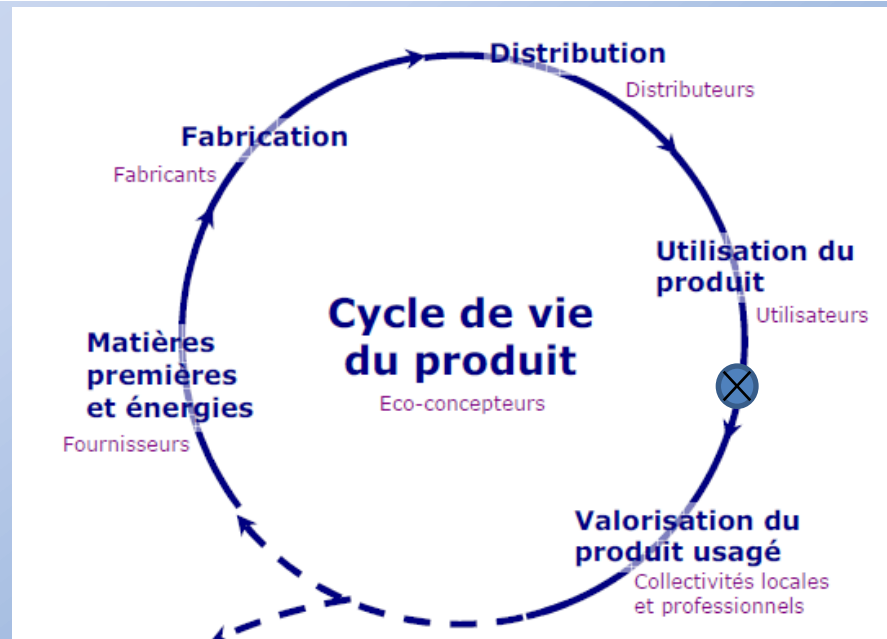 Distribution
Distributeurs
Fabrication
Fabricants
Utilisation du
produit
Utilisateurs
Cycle de vie
du produit
Eco-concepteurs
Matières
premières
et énergies
Fournisseurs
Valorisation du
produit usagé
Collectivités locales
et professionnels